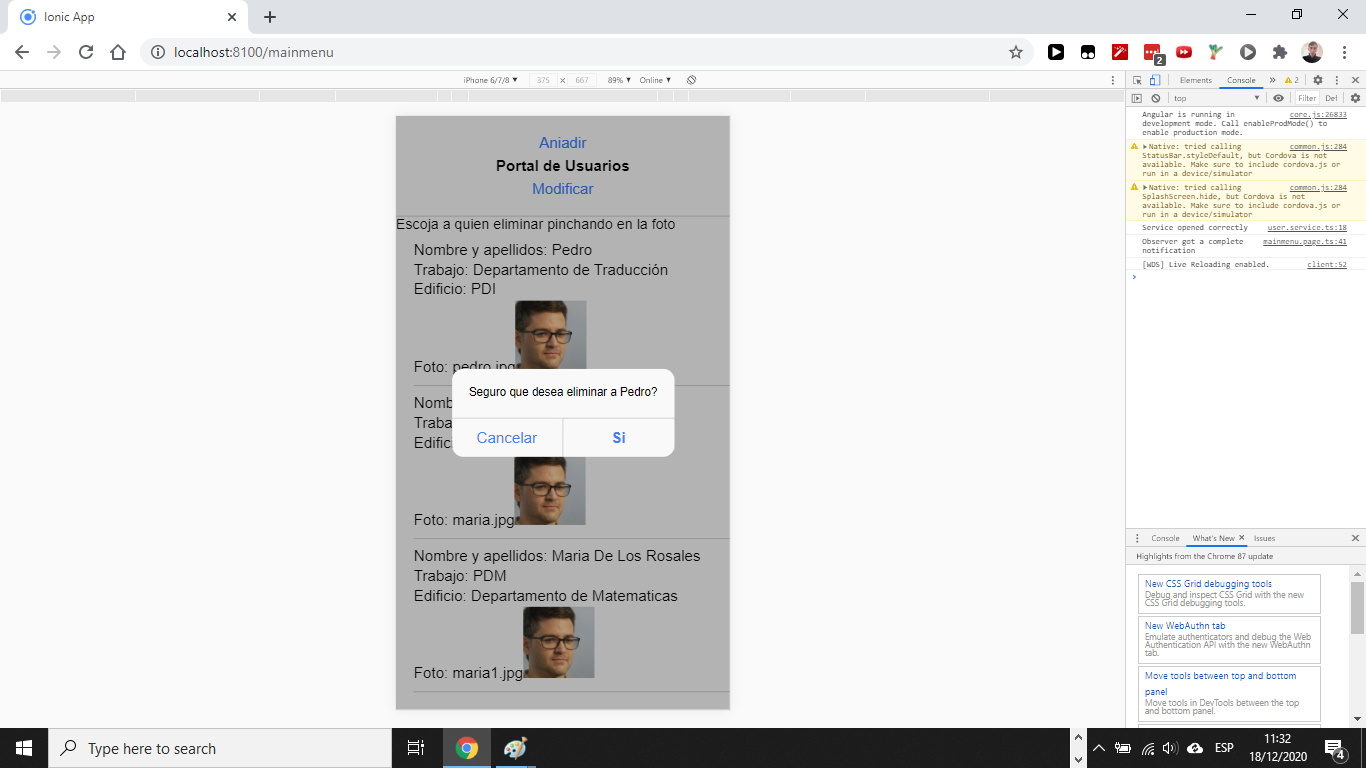 Ionic App
localhost:8100/mainmenu
2
iPhone 6/7/8 375 × 667 89% Online
Elements Console » 2
top Filter Def
Aniadir
Portal de Usuarios
Modificar
Escoja a quien eliminar pinchando en la foto
Nombre y apellidos: Pedro
Trabajo: Departamento de Traducción
Edificio: PDI
Foto: pedro.jpg
Seguro que desea eliminar a Pedro?
Cancelar Si
Nomb
Traba
Edific
Foto: maria.jpg
Nombre y apellidos: Maria De Los Rosales
Trabajo: PDM
Edificio: Departamento de Matematicas
Foto: maria1.jpg
Angular is running in core.js:26833
development mode. Call enableProdMode() to
enable production mode.
Native: tried calling common.js:284
StatusBar.styleDefault, but Cordova is not
available. Make sure to include cordova.js or
run in a device/simulator
Native: tried calling common.js:284
SplashScreen.hide, but Cordova is not
available. Make sure to include cordova.js or
run in a device/simulator
Service opened correctly user.service.ts:18
Observer got a complete mainmenu.page.ts:41
notification
[WDS] Live Reloading enabled. client:52
Console What's New Issues
Highlights from the Chrome 87 update
New CSS Grid debugging tools
Debug and inspect CSS Grid with the new
CSS Grid debugging tools.
New WebAuthn tab
Emulate authenticators and debug the Web
Authentication API with the new WebAuthn
tab.
Move tools between top and bottom
panel
Move tools in DevTools between the top
and bottom panel.
Type here to search
ESP
11:32
18/12/2020
4